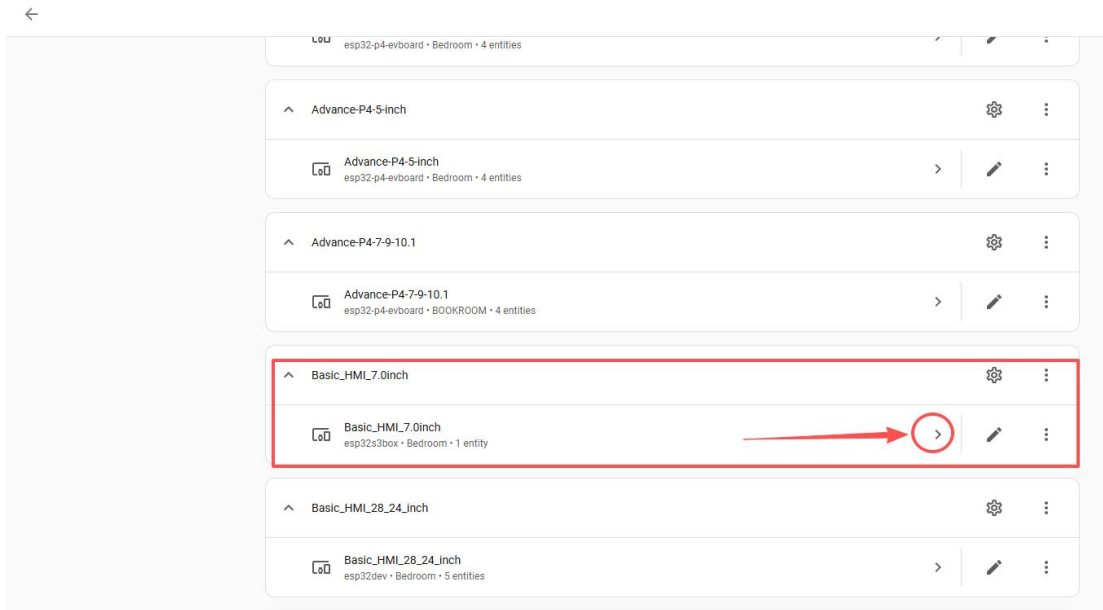 esp32-p4-evboard • Bedroom • 4 entities
Advance-P4-5-inch
Advance-P4-5-inch
esp32-p4-evboard • Bedroom • 4 entities
Advance-P4-7-9-10.1
Advance-P4-7-9-10.1
esp32-p4-evboard • BOOKROOM • 4 entities
Basic_HMI_7.0inch
Basic_HMI_7.0inch
esp32s3box • Bedroom • 1 entity
Basic_HMI_28_24_inch
Basic_HMI_28_24_inch
esp32dev • Bedroom • 5 entities